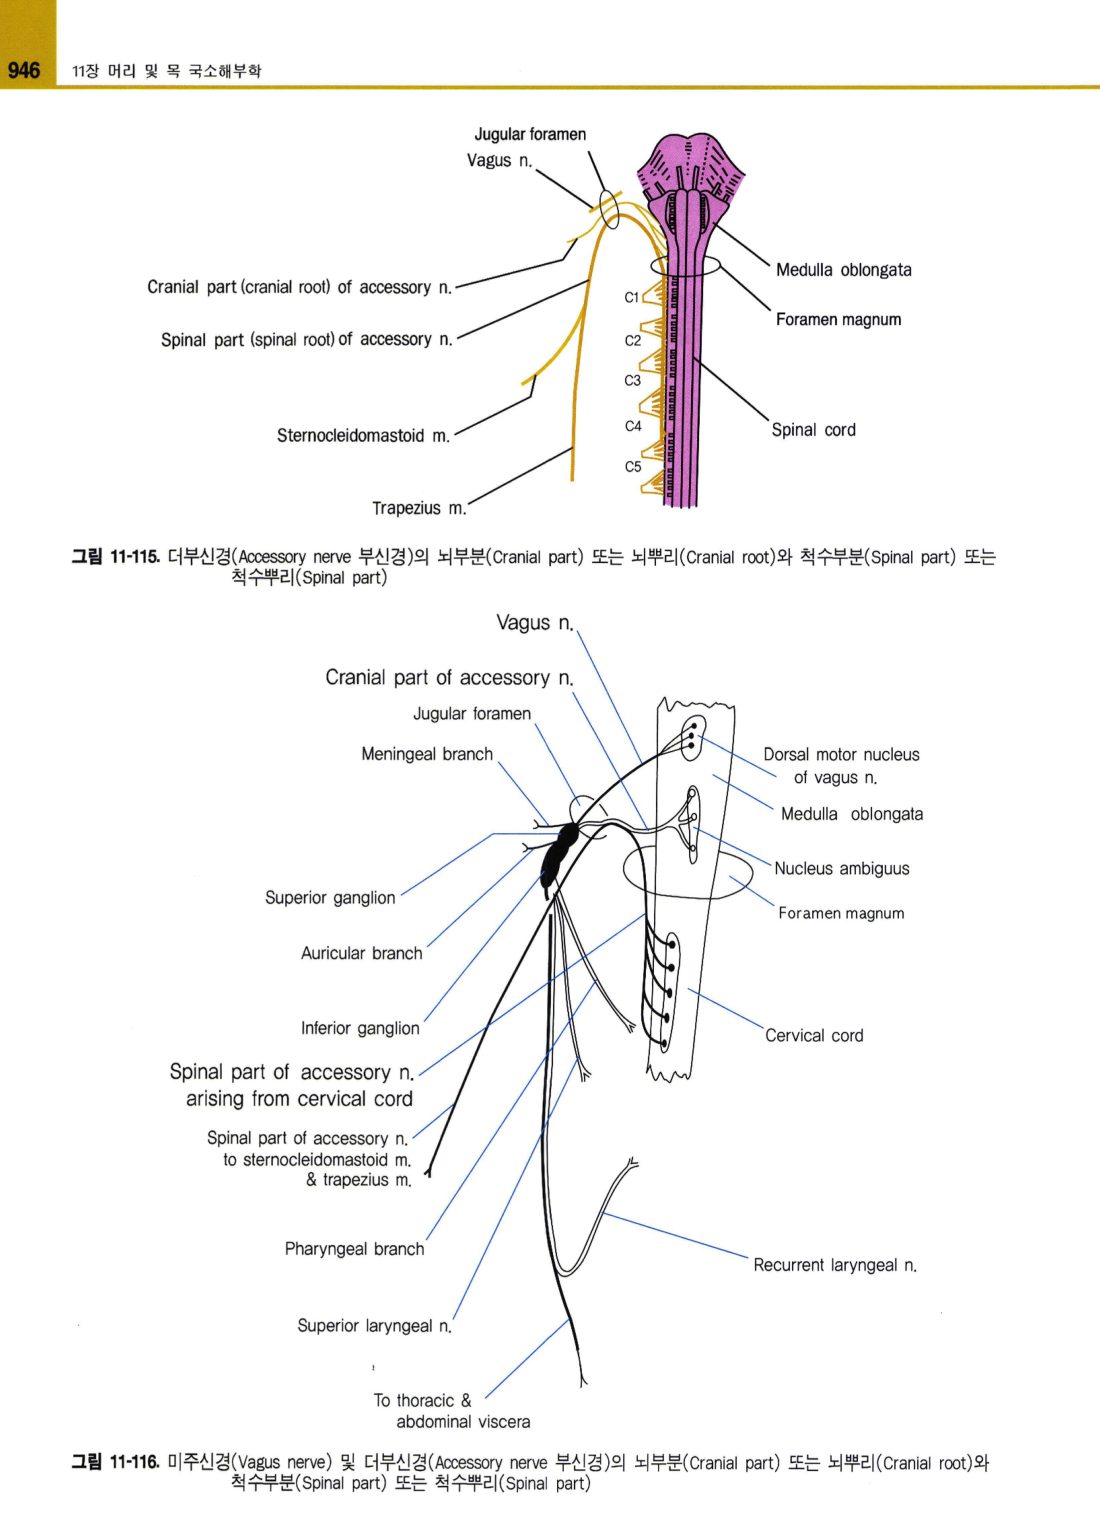 946
11장 머리 및 목 국소해부학
Jugular foramen
Vagus n.
Cranial part (cranial root) of accessory n.
Spinal part (spinal root) of accessory n.
Sternocleidomastoid m.
Trapezius m.
C1
C2
C3
C4
C5
Medulla oblongata
Foramen magnum
Spinal cord
그림 11-115. 더부신경(Accessory nerve 부신경)의 뇌부분(Cranial part) 또는 뇌뿌리(Cranial root)와 척수부분(Spinal part) 또는
척수뿌리(Spinal part)
Vagus n.
Cranial part of accessory n.
Jugular foramen
Meningeal branch
Superior ganglion
Auricular branch
Inferior ganglion
Spinal part of accessory n.
arising from cervical cord
Spinal part of accessory n.
to sternocleidomastoid m.
& trapezius m.
Pharyngeal branch
Superior laryngeal n.
To thoracic &
abdominal viscera
Dorsal motor nucleus
of vagus n.
Medulla oblongata
Nucleus ambiguus
Foramen magnum
Cervical cord
Recurrent laryngeal n.
그림 11-116. 미주신경(Vagus nerve) 및 더부신경(Accessory nerve 부신경)의 뇌부분(Cranial part) 또는 뇌뿌리(Cranial root)와
척수부분(Spinal part) 또는 척수뿌리(Spinal part)